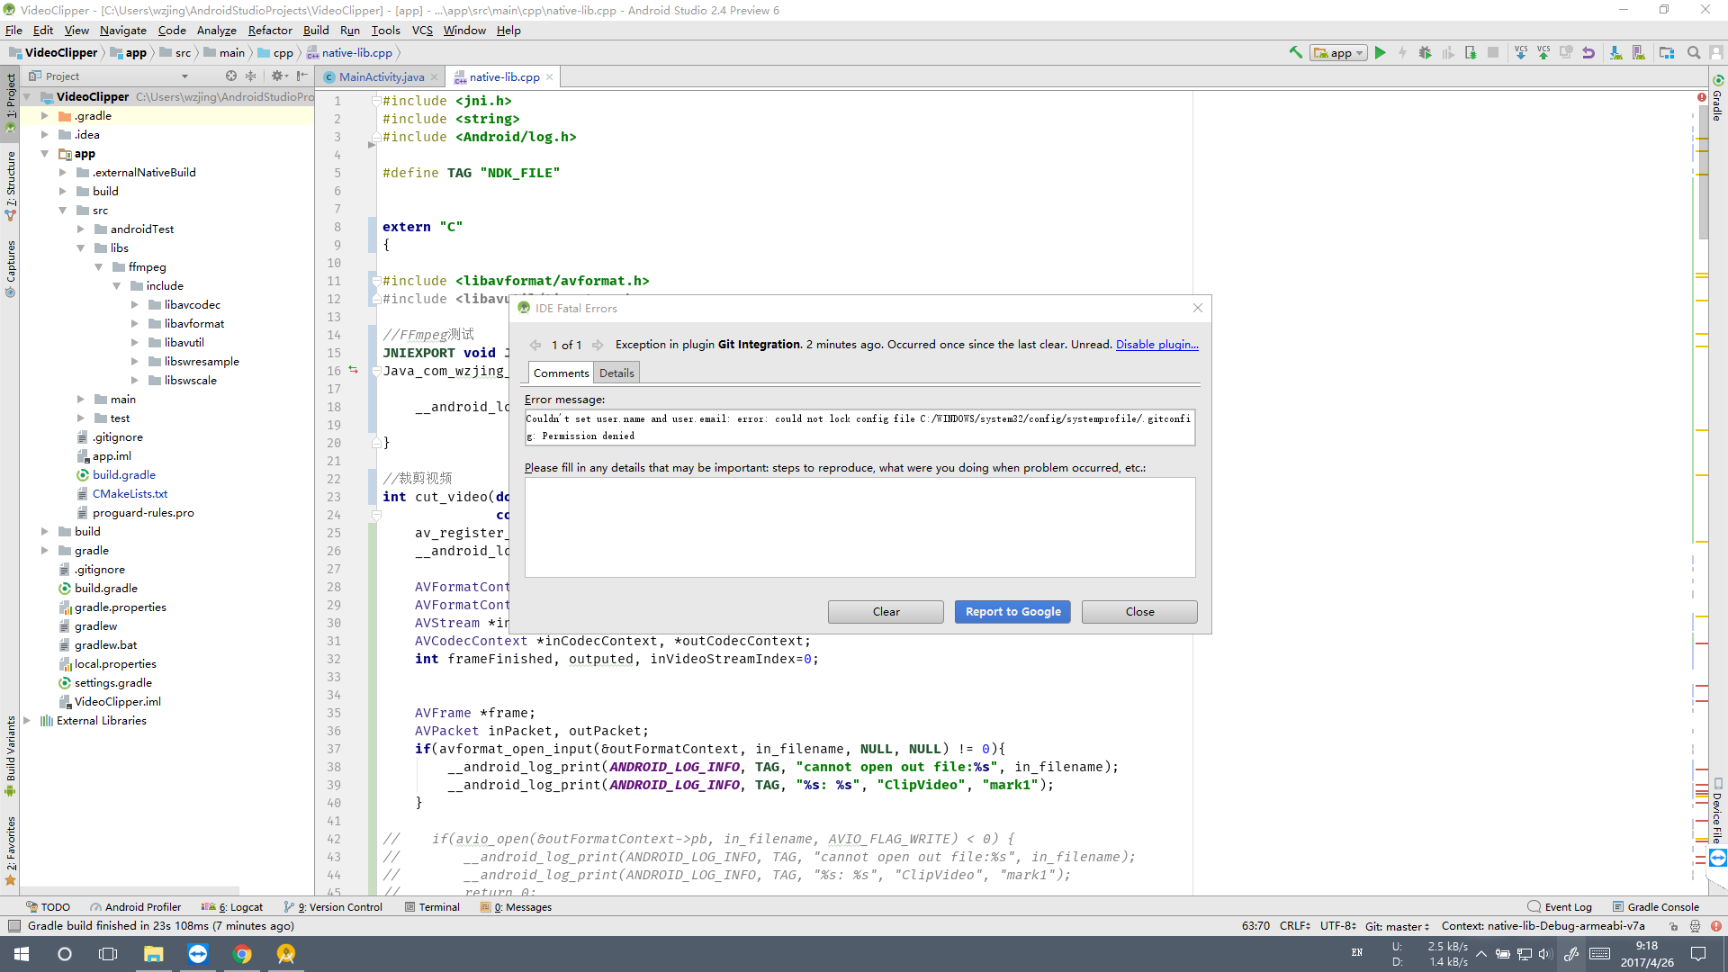 VideoClipper - [C:\Users\wzjing\AndroidStudioProjects\VideoClipper] - [app] - ...\app\src\main\cpp\native-lib.cpp - Android Studio 2.4 Preview 6
File Edit View Navigate Code Analyze Refactor Build Run Tools VCS Window Help
VideoClipper app src main cpp native-lib.cpp
app
VCS VCS
Project
MainActivity.java
native-lib.cpp
1: Project
7: Structure
Captures
Build Variants
2: Favorites
VideoClipper C:\Users\wzjing\AndroidStudioPro
.gradle
.idea
app
.externalNativeBuild
build
src
androidTest
libs
ffmpeg
include
libavcodec
libavformat
libavutil
libswresample
libswscale
main
test
.gitignore
app.iml
build.gradle
CMakeLists.txt
proguard-rules.pro
build
gradle
.gitignore
build.gradle
gradle.properties
gradlew
gradlew.bat
local.properties
settings.gradle
VideoClipper.iml
External Libraries
1 #include <jni.h>
2 #include <string>
3 #include <Android/log.h>
4
5 #define TAG "NDK_FILE"
6
7
8 extern "C"
9 {
10
11 #include <libavformat/avformat.h>
12 #include <libavu
13
14 //FFmpeg测试
15 JNIEXPORT void J
16 Java_com_wzjing_
17
18 __android_lo
19
20 }
21
22 //裁剪视频
23 int cut_video(do
24 co
25 av_register_
26 __android_lo
27
28 AVFormatCont
29 AVFormatCont
30 AVStream *in
31 AVCodecContext *inCodecContext, *outCodecContext;
32 int frameFinished, outputed, inVideoStreamIndex=0;
33
34
35 AVFrame *frame;
36 AVPacket inPacket, outPacket;
37 if(avformat_open_input(&outFormatContext, in_filename, NULL, NULL) != 0){
38 __android_log_print(ANDROID_LOG_INFO, TAG, "cannot open out file:%s", in_filename);
39 __android_log_print(ANDROID_LOG_INFO, TAG, "%s: %s", "ClipVideo", "mark1");
40 }
41
42 // if(avio_open(&outFormatContext->pb, in_filename, AVIO_FLAG_WRITE) < 0) {
43 // __android_log_print(ANDROID_LOG_INFO, TAG, "cannot open out file:%s", in_filename);
44 // __android_log_print(ANDROID_LOG_INFO, TAG, "%s: %s", "ClipVideo", "mark1");
45 // return 0;
IDE Fatal Errors
1 of 1 Exception in plugin Git Integration. 2 minutes ago. Occurred once since the last clear. Unread. Disable plugin...
Comments Details
Error message:
Couldn't set user.name and user.email: error: could not lock config file C:/WINDOWS/system32/config/systemprofile/.gitconfi
g: Permission denied
Please fill in any details that may be important: steps to reproduce, what were you doing when problem occurred, etc.:
Clear Report to Google Close
Gradle
Device File
TODO Android Profiler 6: Logcat 9: Version Control Terminal 0: Messages Event Log Gradle Console
Gradle build finished in 23s 108ms (7 minutes ago) 63:70 CRLF UTF-8 Git: master Context: native-lib-Debug-armeabi-v7a
EN
U: 2.5 kB/s
D: 1.4 kB/s
9:18
2017/4/26